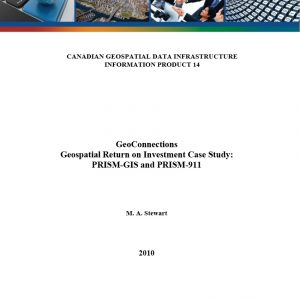 CANADIAN GEOSPATIAL DATA INFRASTRUCTURE
INFORMATION PRODUCT 14
GeoConnections
Geospatial Return on Investment Case Study:
PRISM-GIS and PRISM-911
M. A. Stewart
2010